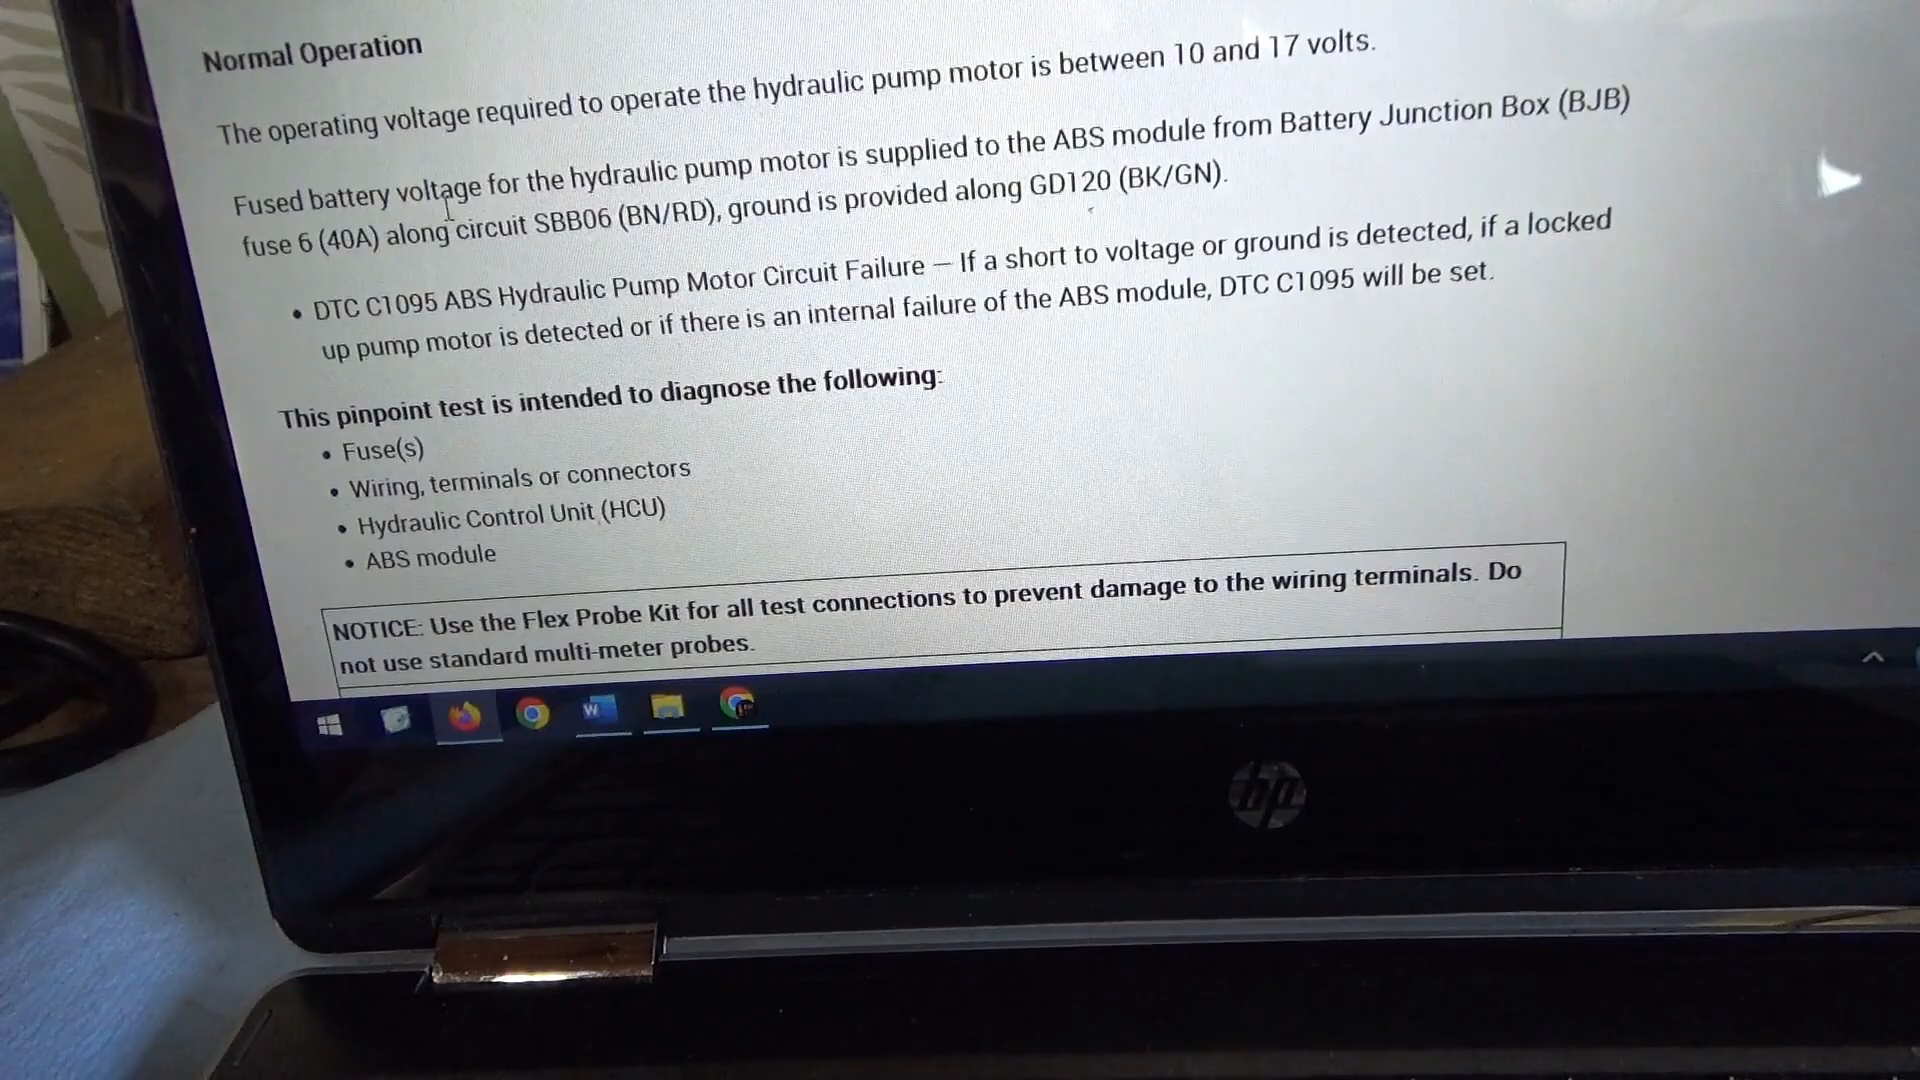 Normal Operation
The operating voltage required to operate the hydraulic pump motor is between 10 and 17 volts.
Fused battery voltage for the hydraulic pump motor is supplied to the ABS module from Battery Junction Box (BJB)
fuse 6 (40A) along circuit SBB06 (BN/RD), ground is provided along GD120 (BK/GN).
• DTC C1095 ABS Hydraulic Pump Motor Circuit Failure — If a short to voltage or ground is detected, if a locked
up pump motor is detected or if there is an internal failure of the ABS module, DTC C1095 will be set.
This pinpoint test is intended to diagnose the following:
• Fuse(s)
• Wiring, terminals or connectors
• Hydraulic Control Unit (HCU)
• ABS module
NOTICE: Use the Flex Probe Kit for all test connections to prevent damage to the wiring terminals. Do
not use standard multi-meter probes.
W
hp